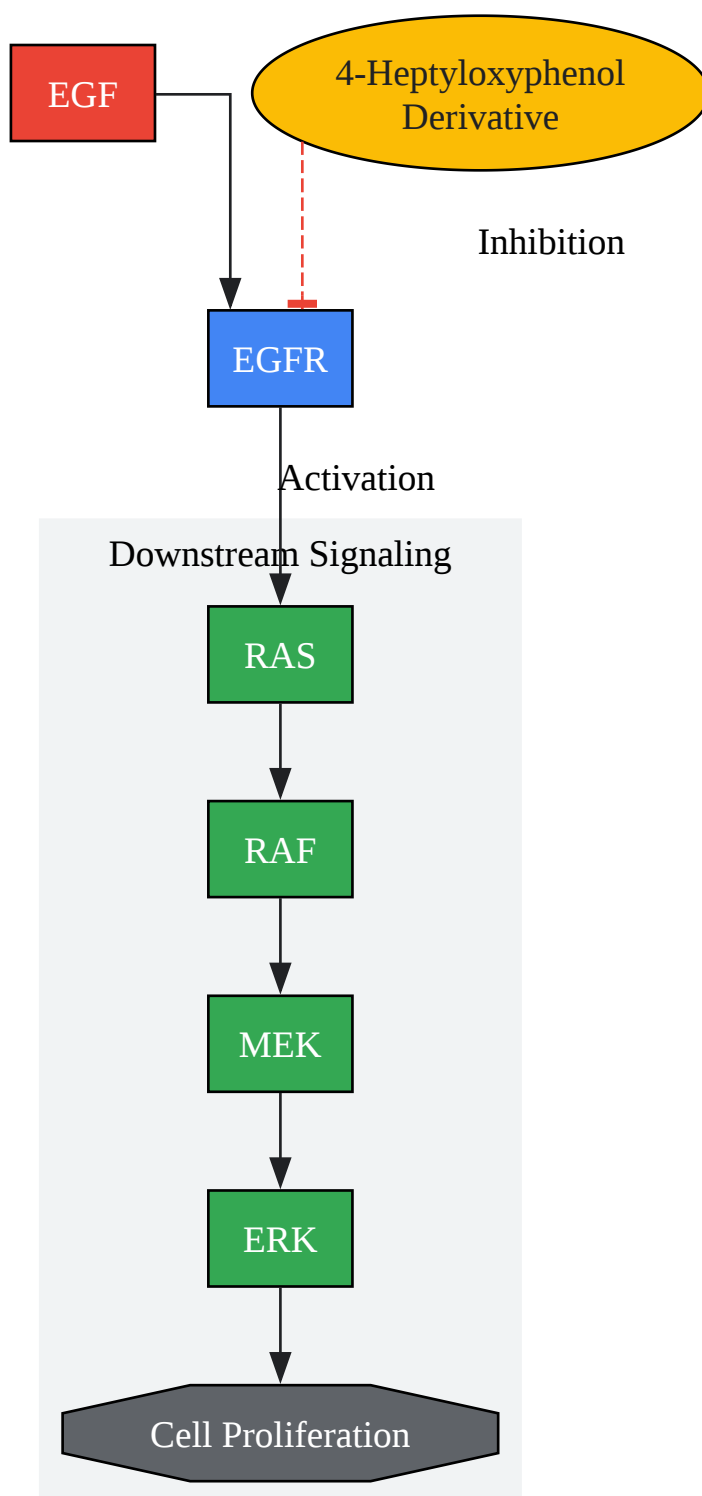 EGF
4-Heptyloxyphenol
Derivative
Inhibition
EGFR
Activation
Downstream Signaling
RAS
RAF
MEK
ERK
Cell Proliferation